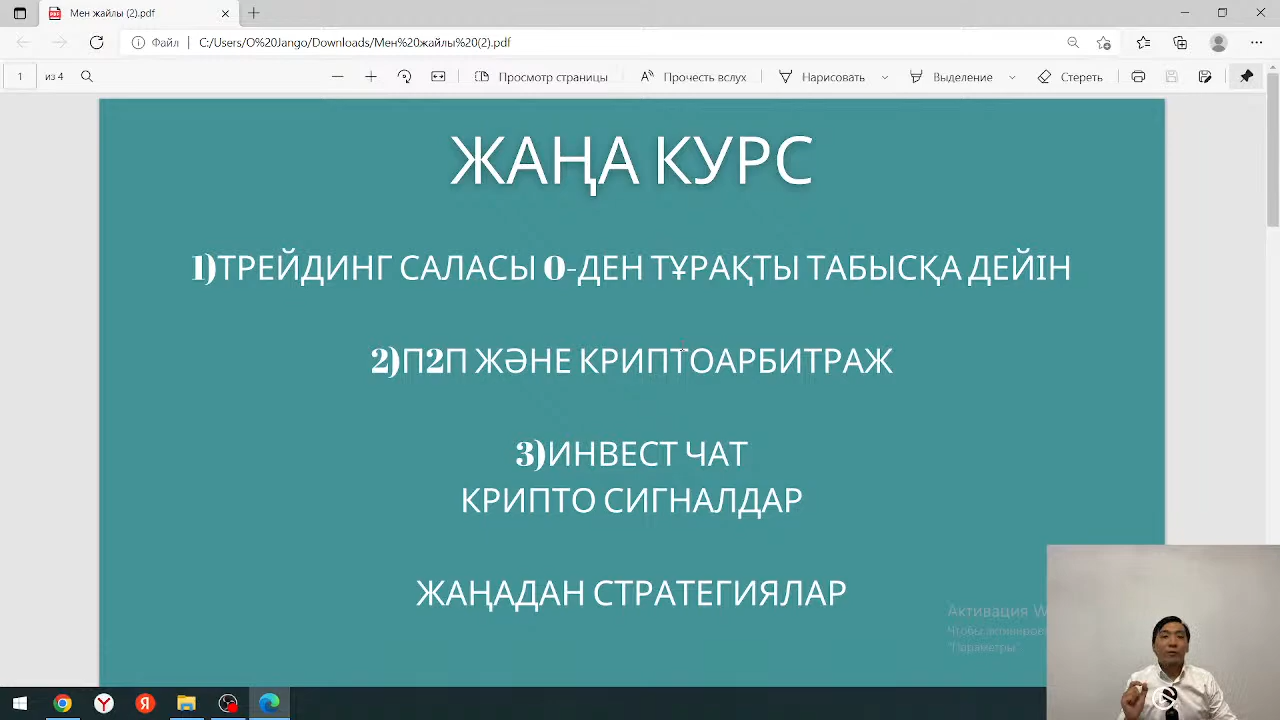 Мен жайлы (2).pdf
Файл
C:/Users/O%20Jango/Downloads/Мен%20жайлы%20(2).pdf
1
из 4
Просмотр страницы
Прочесть вслух
Нарисовать
Выделение
Стереть
ЖАҢА КУРС
1)ТРЕЙДИНГ САЛАСЫ 0-ДЕН ТҰРАҚТЫ ТАБЫСҚА ДЕЙІН
2)П2П ЖӘНЕ КРИПТОАРБИТРАЖ
3)ИНВЕСТ ЧАТ
КРИПТО СИГНАЛДАР
ЖАҢАДАН СТРАТЕГИЯЛАР
Активация W
"Параметры"